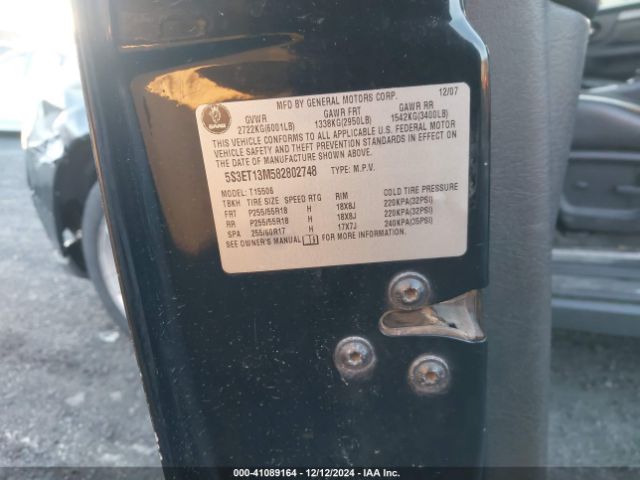 MFD BY GENERAL MOTORS CORP. 12/07
GVWR GAWR FRT GAWR RR
2722KG(6001LB) 1338KG(2950LB) 1542KG(3400LB)
THIS VEHICLE CONFORMS TO ALL APPLICABLE U.S. FEDERAL MOTOR
VEHICLE SAFETY AND THEFT PREVENTION STANDARDS IN EFFECT ON
THE DATE OF MANUFACTURE SHOWN ABOVE.
5S3ET13M582802748 TYPE: M.P.V.
MODEL: T15506
TBKH TIRE SIZE SPEED RTG RIM COLD TIRE PRESSURE
FRT P255/55R18 H 18X8J 220KPA(32PSI)
RR P255/55R18 H 18X8J 220KPA(32PSI)
SPA 255/60R17 H 17X7J 240KPA(35PSI)
SEE OWNER'S MANUAL FOR MORE INFORMATION.
000-41089164 - 12/12/2024 - IAA Inc.